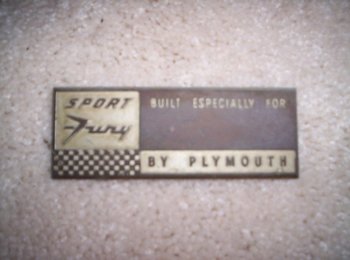 SPORT
Fury
BUILT ESPECIALLY FOR
BY PLYMOUTH